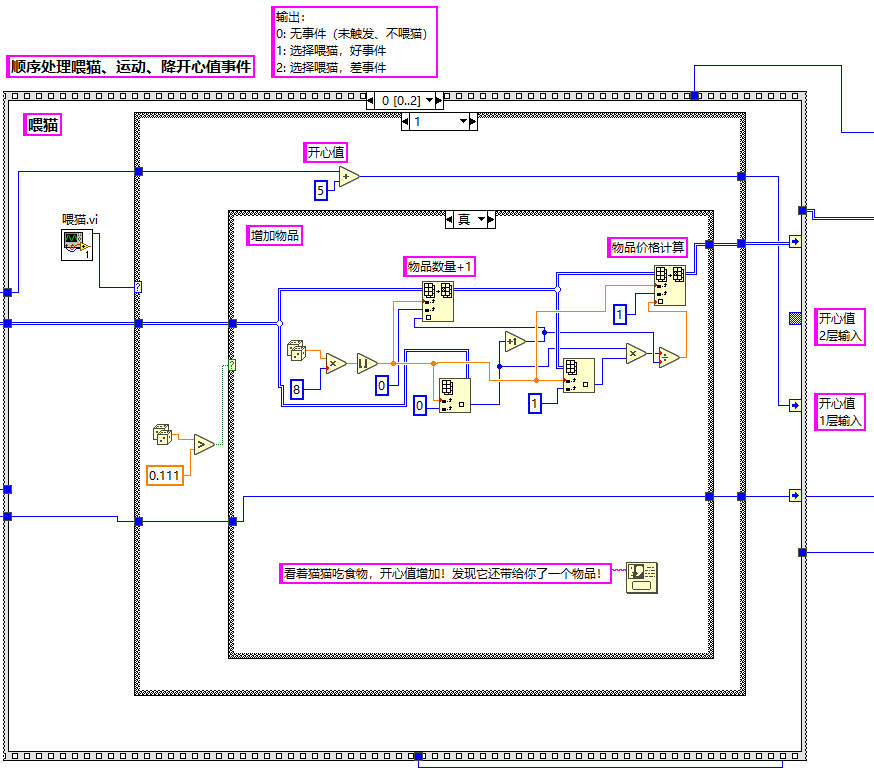 输出：
0: 无事件（未触发、不喂猫）
1: 选择喂猫，好事件
2: 选择喂猫，差事件
顺序处理喂猫、运动、降开心值事件
0 [0..2]
喂猫
1
开心值
+
5
真
喂猫.vi
1
增加物品
物品价格计算
物品数量+1
?
1
+1
?
8
×
0
0
1
×
÷
>
0.111
开心值
2层输入
开心值
1层输入
看着猫猫吃食物，开心值增加！发现它还带给你了一个物品！